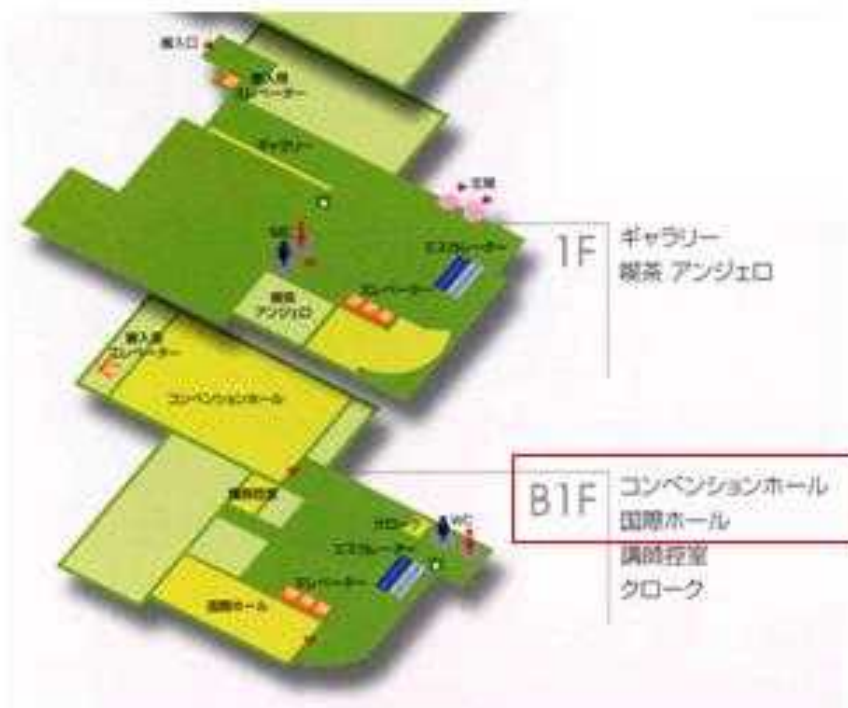 搬入口
搬入用
エレベーター
ギャラリー
WC
エスカレーター
エレベーター
喫茶
アンジェロ
1F
ギャラリー
喫茶 アンジェロ
搬入用
エレベーター
コンベンションホール
講師控室
クローク
WC
エスカレーター
エレベーター
国際ホール
B1F
コンベンションホール
国際ホール
講師控室
クローク